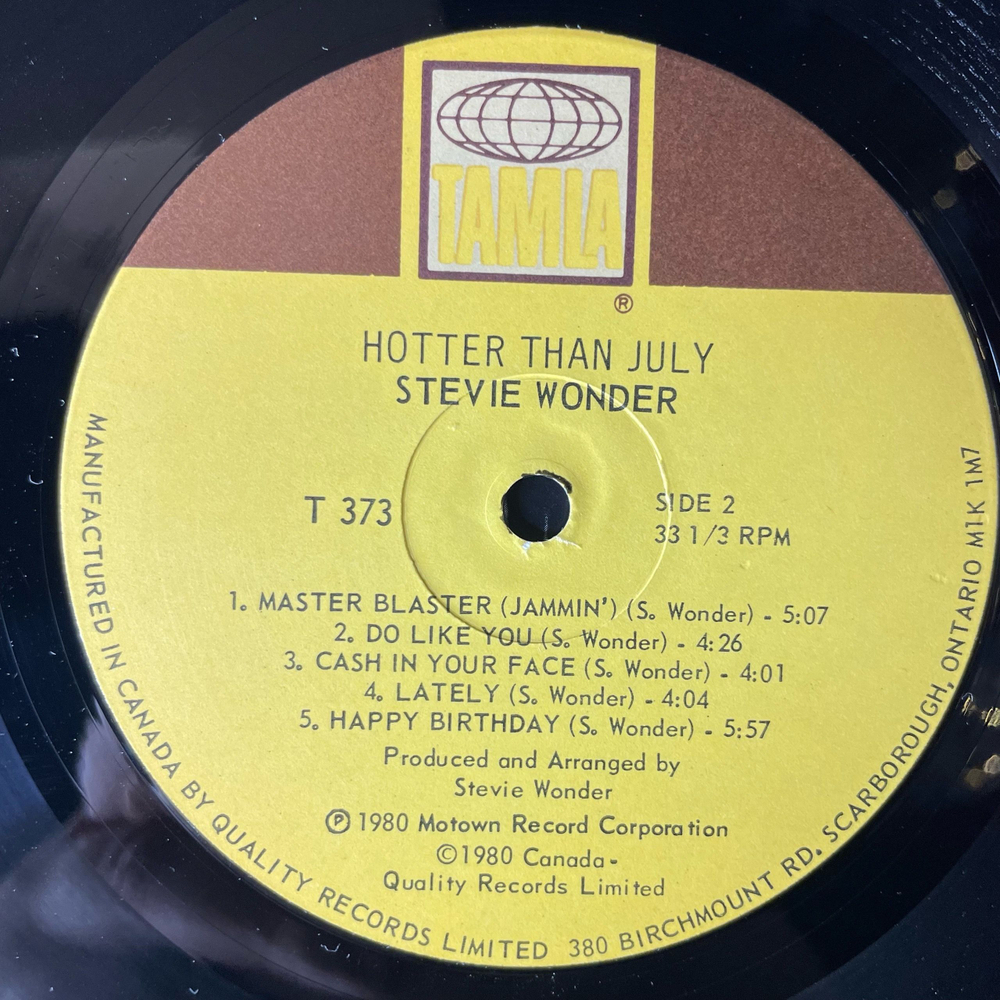 TAMLA
®
HOTTER THAN JULY
STEVIE WONDER
T 373
SIDE 2
33 1/3 RPM
1. MASTER BLASTER (JAMMIN') (S. Wonder) - 5:07
2. DO LIKE YOU (S. Wonder) - 4:26
3. CASH IN YOUR FACE (S. Wonder) - 4:01
4. LATELY (S. Wonder) - 4:04
5. HAPPY BIRTHDAY (S. Wonder) - 5:57
Produced and Arranged by
Stevie Wonder
℗ 1980 Motown Record Corporation
©1980 Canada-
Quality Records Limited
MANUFACTURED IN CANADA BY QUALITY RECORDS LIMITED 380 BIRCHMOUNT RD. SCARBOROUGH, ONTARIO M1K 1M7